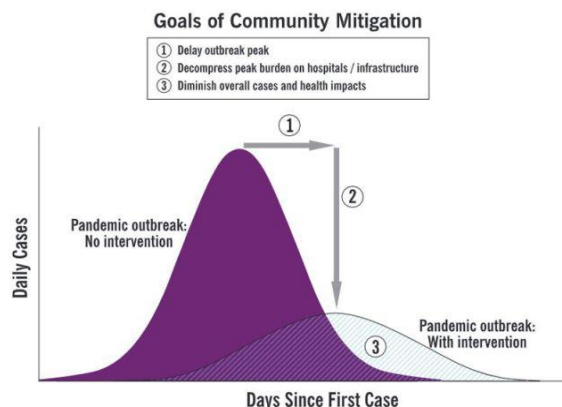 Goals of Community Mitigation
① Delay outbreak peak
② Decompress peak burden on hospitals / infrastructure
③ Diminish overall cases and health impacts
①
②
Pandemic outbreak:
No intervention
Daily Cases
Pandemic outbreak:
With intervention
③
Days Since First Case